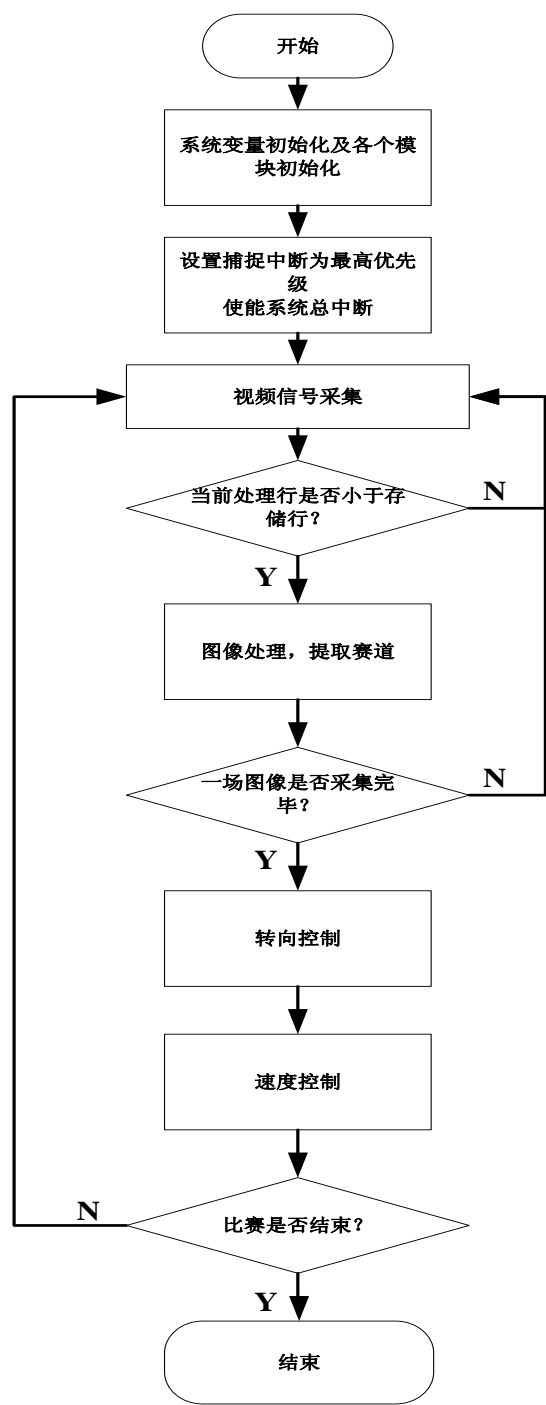 开始
系统变量初始化及各个模
块初始化
设置捕捉中断为最高优先
级
使能系统总中断
视频信号采集
当前处理行是否小于存
储行？
N
Y
图像处理，提取赛道
一场图像是否采集完
毕？
N
Y
转向控制
速度控制
比赛是否结束？
N
Y
结束